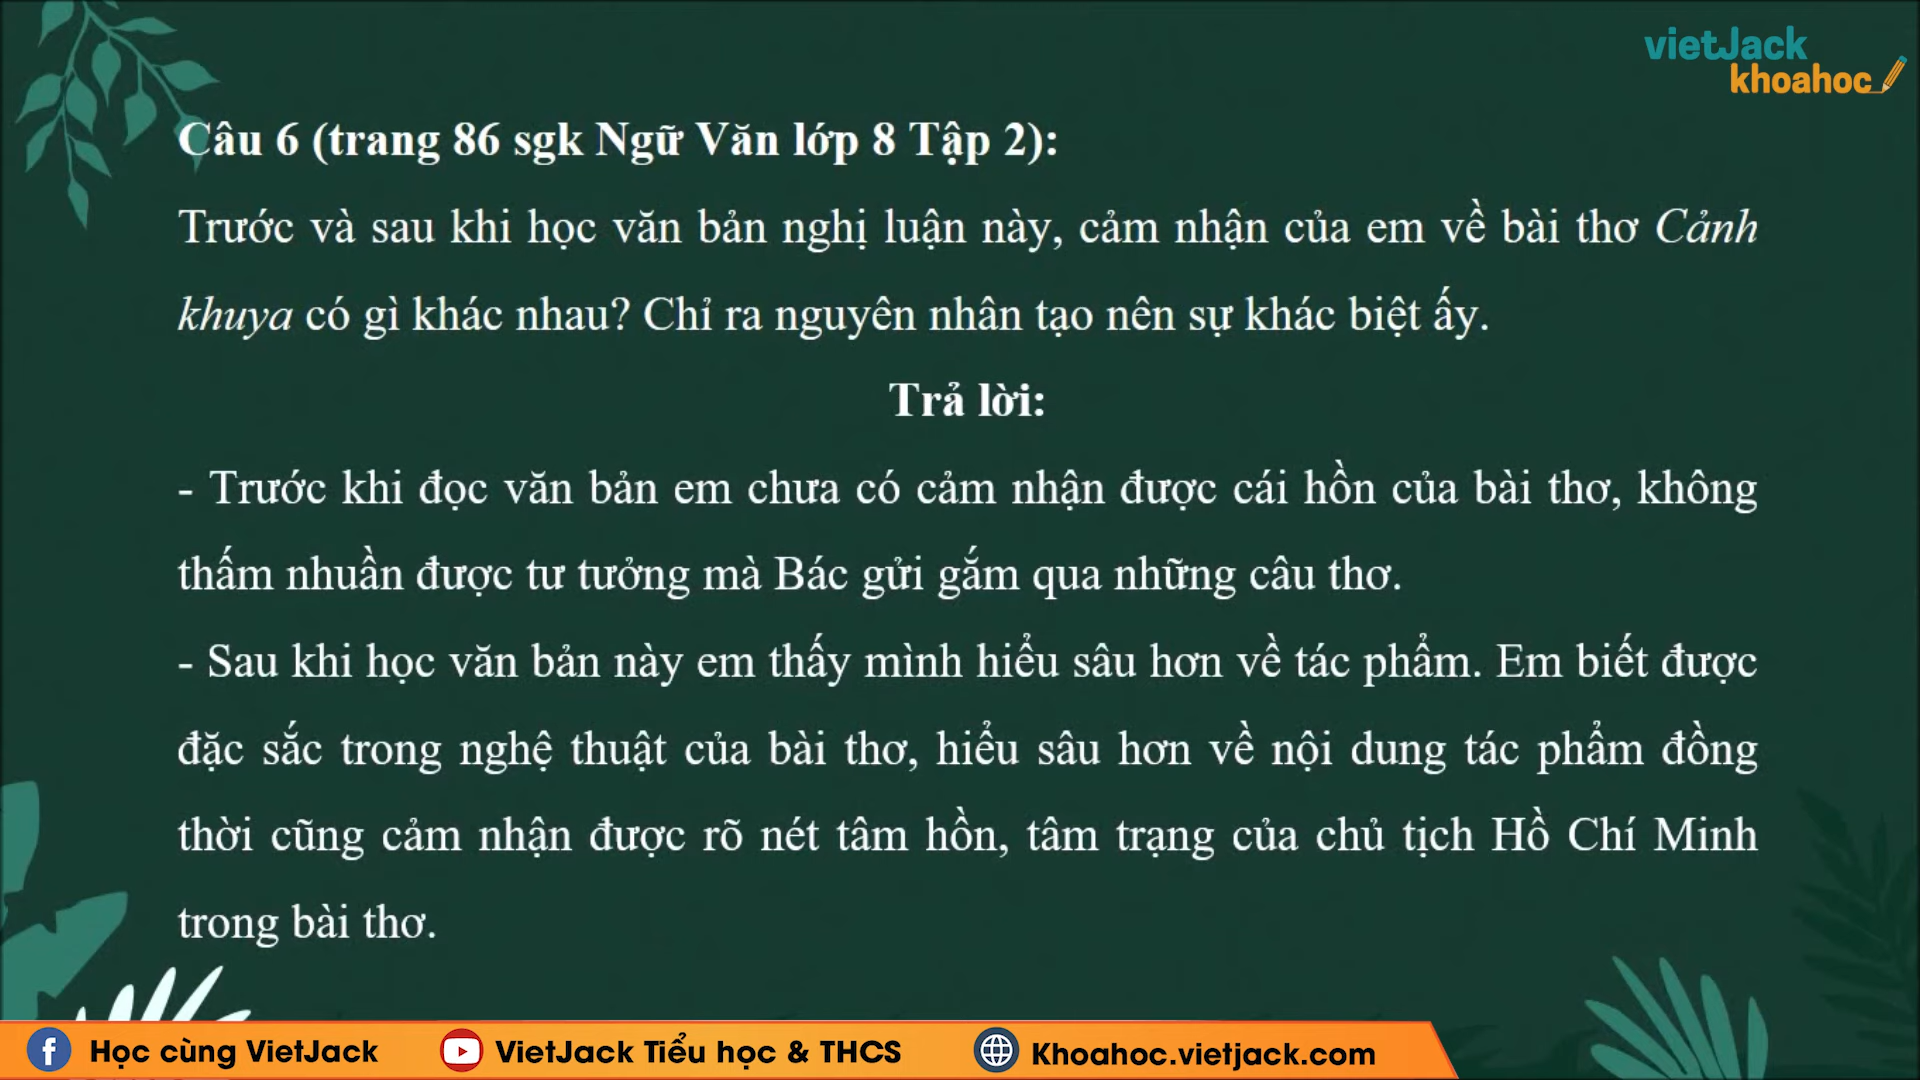 vietJack
khoahoc
Câu 6 (trang 86 sgk Ngữ Văn lớp 8 Tập 2):
Trước và sau khi học văn bản nghị luận này, cảm nhận của em về bài thơ Cảnh
khuya có gì khác nhau? Chỉ ra nguyên nhân tạo nên sự khác biệt ấy.
Trả lời:
- Trước khi đọc văn bản em chưa có cảm nhận được cái hồn của bài thơ, không
thấm nhuần được tư tưởng mà Bác gửi gắm qua những câu thơ.
- Sau khi học văn bản này em thấy mình hiểu sâu hơn về tác phẩm. Em biết được
đặc sắc trong nghệ thuật của bài thơ, hiểu sâu hơn về nội dung tác phẩm đồng
thời cũng cảm nhận được rõ nét tâm hồn, tâm trạng của chủ tịch Hồ Chí Minh
trong bài thơ.
Học cùng VietJack VietJack Tiểu học & THCS Khoahoc.vietjack.com